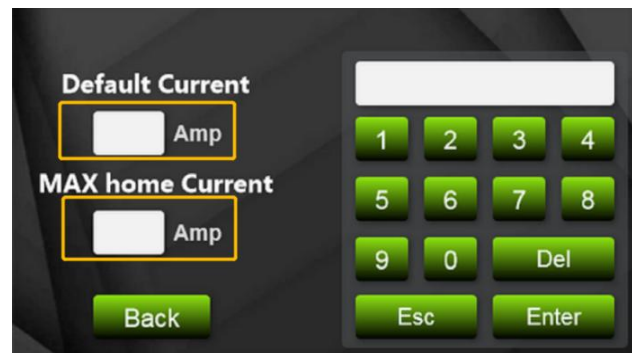 Default Current
Amp
MAX home Current
Amp
Back
1 2 3 4
5 6 7 8
9 0 Del
Esc Enter